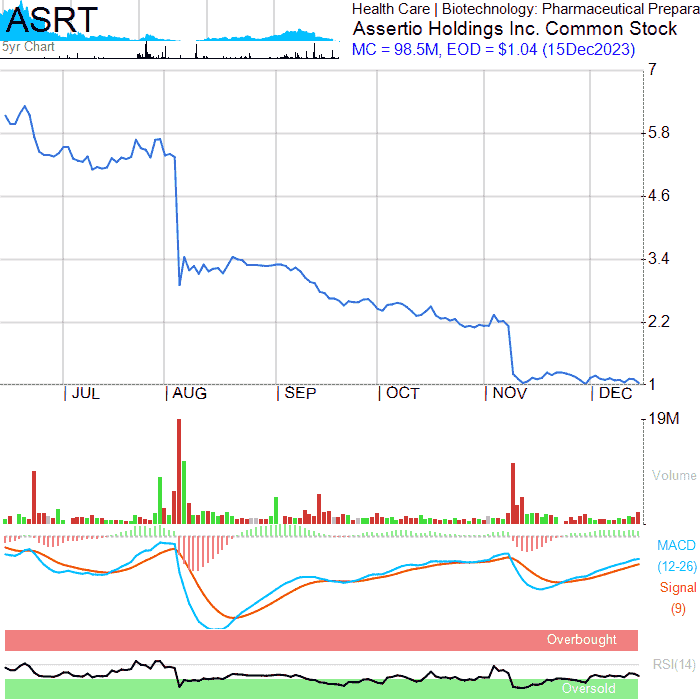 ASRT
5yr Chart
Health Care | Biotechnology: Pharmaceutical Prepara
Assertio Holdings Inc. Common Stock
MC = 98.5M, EOD = $1.04 (15Dec2023)
7
5.8
4.6
3.4
2.2
1
| JUL | AUG | SEP | OCT | NOV | DEC
19M
Volume
MACD
(12-26)
Signal
(9)
Overbought
RSI(14)
Oversold